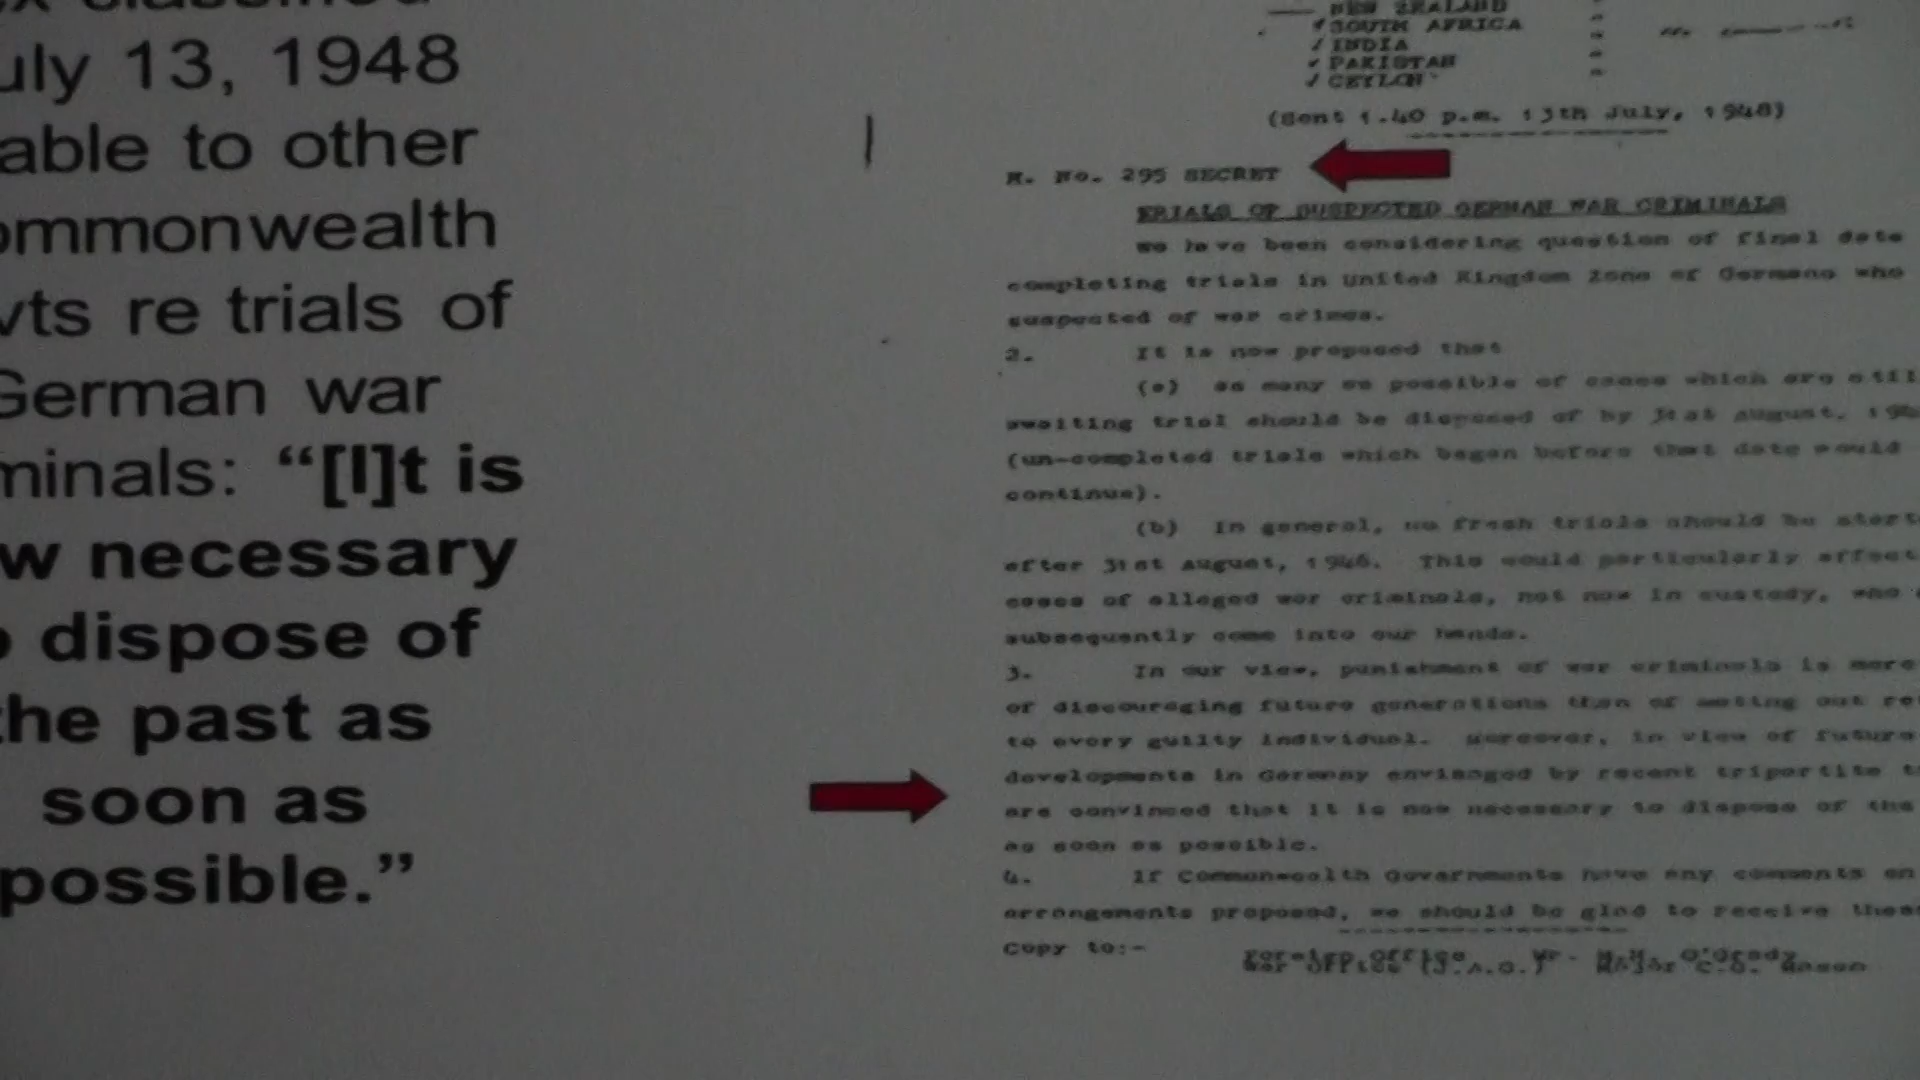 classified
uly 13, 1948
able to other
ommonwealth
vts re trials of
German war
minals: “[I]t is
w necessary
o dispose of
the past as
soon as
possible.”
NEW ZEALAND
SOUTH AFRICA
INDIA
PAKISTAN
CEYLON
(Sent 1.40 p.m. 13th July, 1948)
H. No. 295 SECRET
TRIALS OF SUSPECTED GERMAN WAR CRIMINALS
We have been considering question of final date
completing trials in United Kingdom Zone of Germans who
suspected of war crimes.
2. It is now proposed that
(a) as many as possible of cases which are still
awaiting trial should be disposed of by 31st August,
(un-completed trials which began before that date would
continue).
(b) In general, no fresh trials should be start
after 31st August, 1948. This would particularly affect
cases of alleged war criminals, not now in custody, who
subsequently come into our hands.
3. In our view, punishment of war criminals is more
of discouraging future generations than of meting out re
to every guilty individual. Moreover, in view of future
developments in Germany envisaged by recent tripartite t
are convinced that it is now necessary to dispose of the
as soon as possible.
4. If Commonwealth Governments have any comments on
arrangements proposed, we should be glad to receive them
Copy to:-
Foreign Office
War Office (J.A.G.)